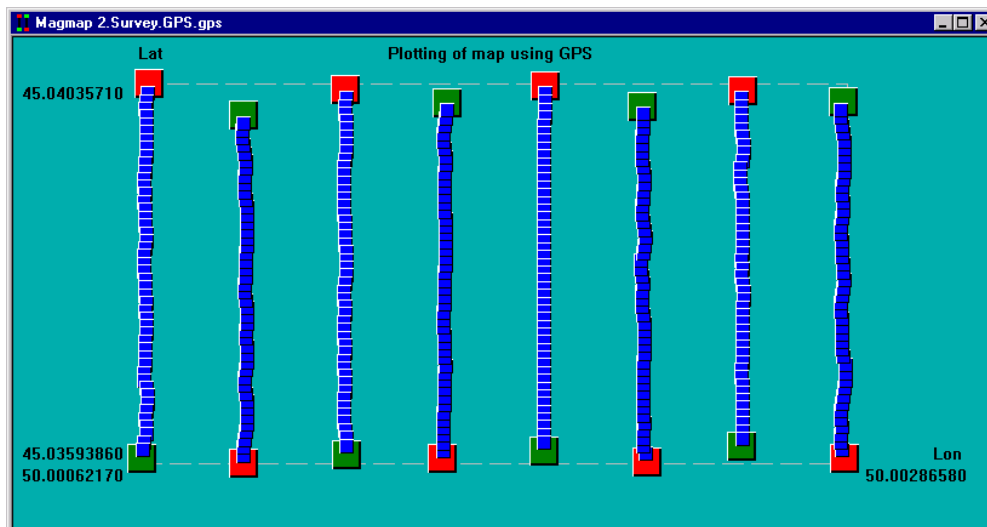 Magmap 2.Survey.GPS.gps
Lat
Plotting of map using GPS
45.04035710
45.03593860
50.00062170
Lon
50.00286580